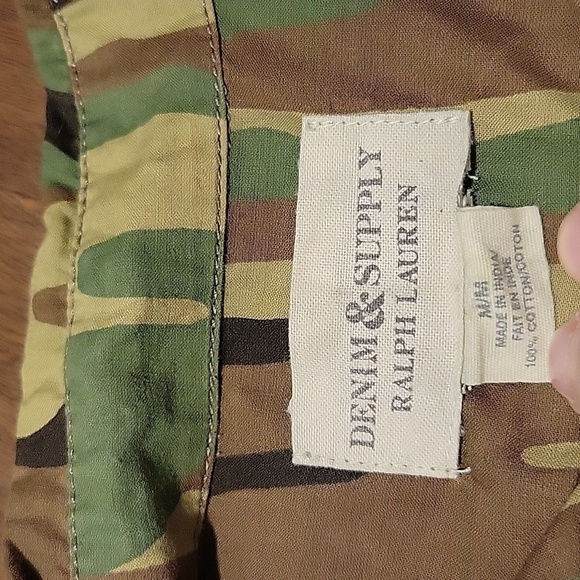 DENIM & SUPPLY
RALPH LAUREN
M/M
MADE IN INDIA/
FAIT EN INDE
100% COTTON/COTON